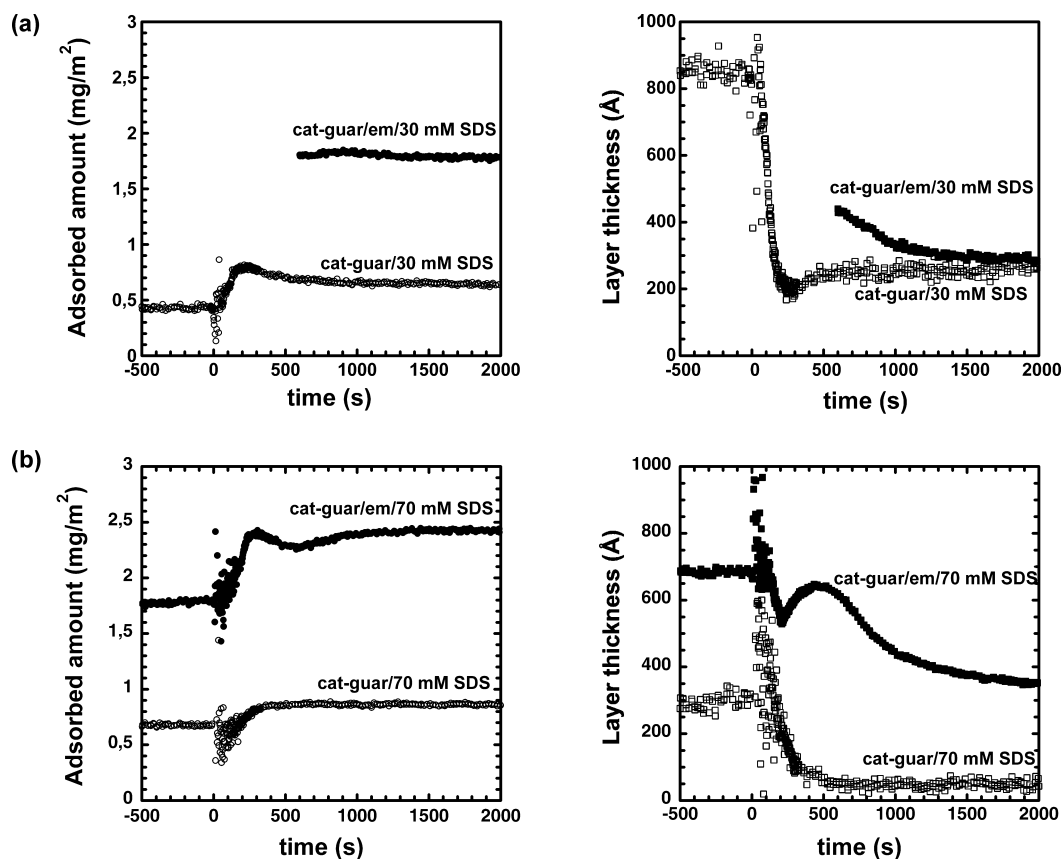 (a)
Adsorbed amount (mg/m²)
3
2,5
2
1,5
1
0,5
0
cat-guar/em/30 mM SDS
cat-guar/30 mM SDS
-500 0 500 1000 1500 2000
time (s)
Layer thickness (Å)
1000
800
600
400
200
0
cat-guar/em/30 mM SDS
cat-guar/30 mM SDS
-500 0 500 1000 1500 2000
time (s)
(b)
Adsorbed amount (mg/m²)
3
2,5
2
1,5
1
0,5
0
cat-guar/em/70 mM SDS
cat-guar/70 mM SDS
-500 0 500 1000 1500 2000
time (s)
Layer thickness (Å)
1000
800
600
400
200
0
cat-guar/em/70 mM SDS
cat-guar/70 mM SDS
-500 0 500 1000 1500 2000
time (s)